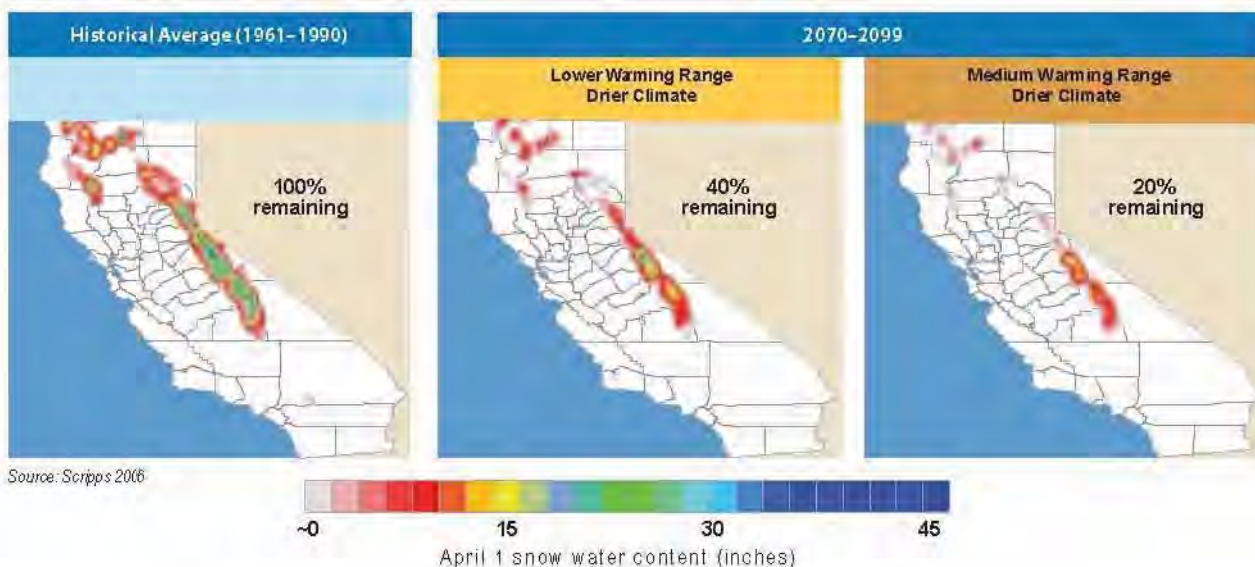 Historical Average (1961–1990)
2070–2099
Lower Warming Range
Drier Climate
Medium Warming Range
Drier Climate
100%
remaining
40%
remaining
20%
remaining
Source: Scripps 2006
~0
15
30
45
April 1 snow water content (inches)